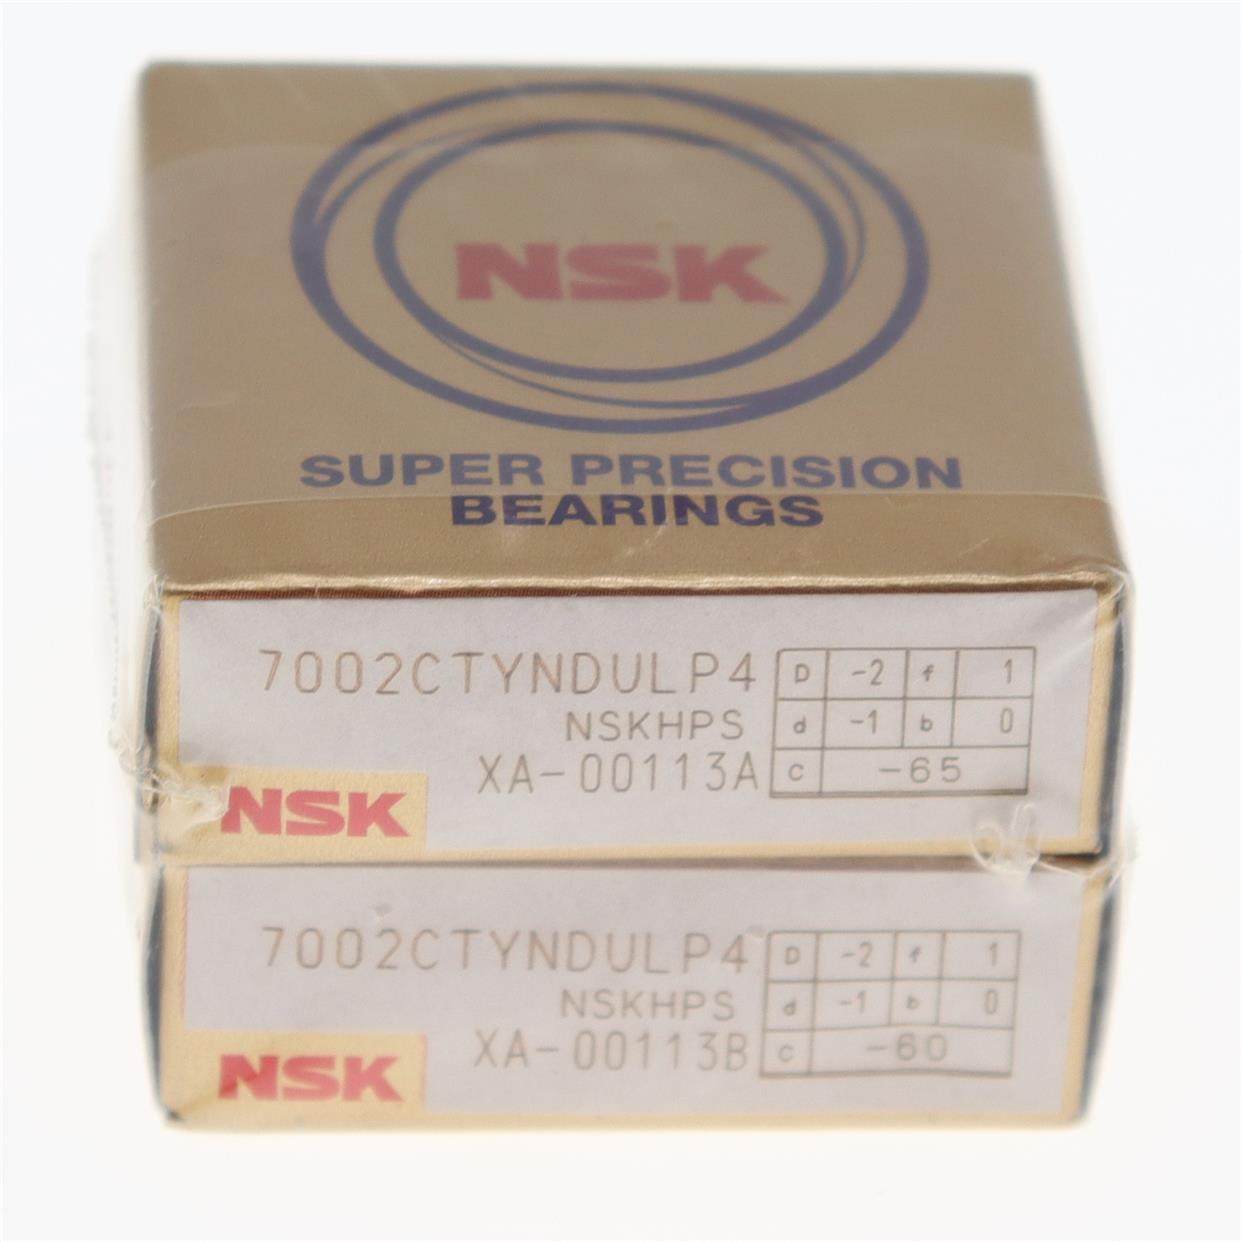 NSK
SUPER PRECISION
BEARINGS
7002CTYNDULP4
NSKHPS
XA-00113A
D -2 f 1
d -1 b 0
c -65
NSK
7002CTYNDULP4
NSKHPS
XA-00113B
D -2 f 1
d -1 b 0
c -60
NSK